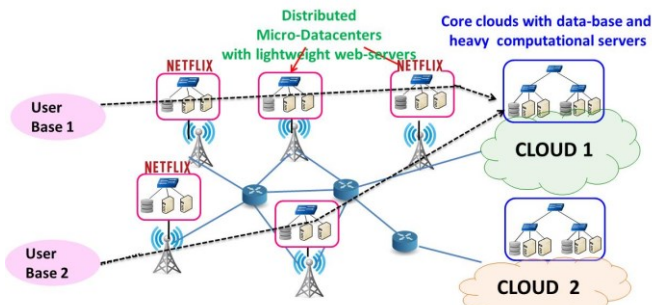 Distributed
Micro-Datacenters
with lightweight web-servers
Core clouds with data-base and
heavy computational servers
NETFLIX
NETFLIX
User
Base 1
CLOUD 1
NETFLIX
User
Base 2
CLOUD 2